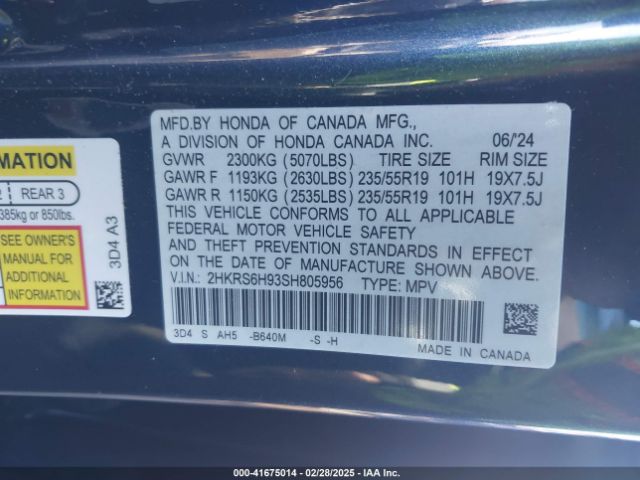 MFD.BY HONDA OF CANADA MFG.,
A DIVISION OF HONDA CANADA INC. 06/'24
GVWR 2300KG (5070LBS) TIRE SIZE RIM SIZE
GAWR F 1193KG (2630LBS) 235/55R19 101H 19X7.5J
GAWR R 1150KG (2535LBS) 235/55R19 101H 19X7.5J
THIS VEHICLE CONFORMS TO ALL APPLICABLE
FEDERAL MOTOR VEHICLE SAFETY
AND THEFT PREVENTION STANDARDS IN EFFECT
ON THE DATE OF MANUFACTURE SHOWN ABOVE.
V.I.N.: 2HKRS6H93SH805956 TYPE: MPV
3D4 S AH5 -B640M -S -H
MADE IN CANADA
MATION
2 REAR 3
385kg or 850lbs.
SEE OWNER'S
MANUAL FOR
ADDITIONAL
INFORMATION
3D4 A3
©: 41675014 — 02/28/2025 — IAA Inc.